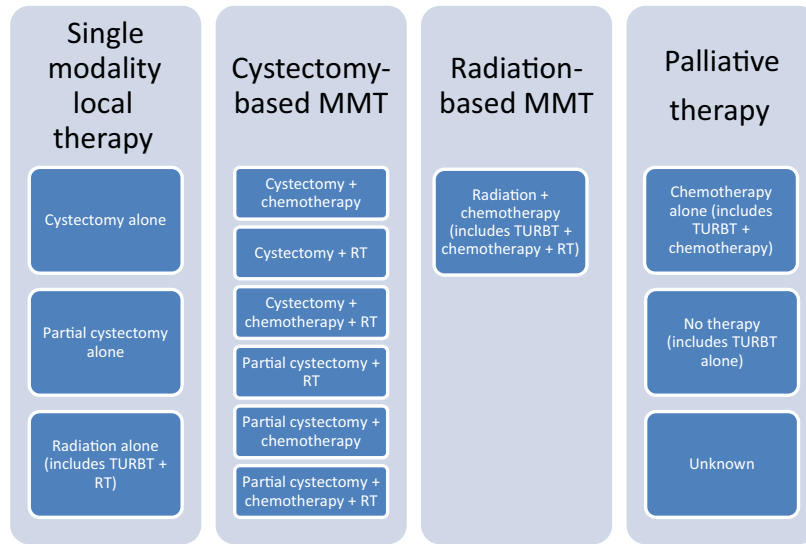 Single
modality
local
therapy
Cystectomy alone
Partial cystectomy
alone
Radiation alone
(includes TURBT +
RT)
Cystectomy-
based MMT
Cystectomy +
chemotherapy
Cystectomy + RT
Cystectomy +
chemotherapy + RT
Partial cystectomy +
RT
Partial cystectomy +
chemotherapy
Partial cystectomy +
chemotherapy + RT
Radiation-
based MMT
Radiation +
chemotherapy
(includes TURBT +
chemotherapy + RT)
Palliative
therapy
Chemotherapy
alone (includes
TURBT +
chemotherapy)
No therapy
(includes TURBT
alone)
Unknown